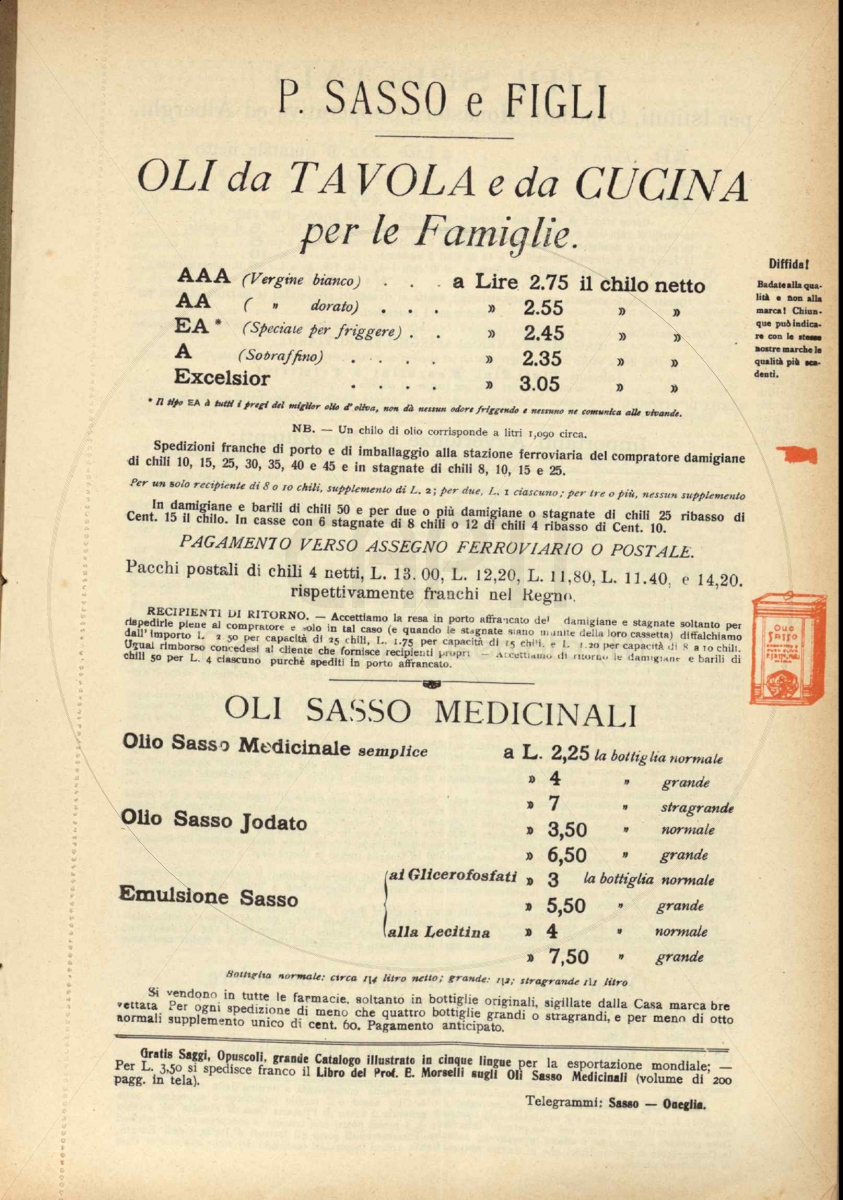 P. SASSO e FIGLI
OLI da TAVOLA e da CUCINA
per le Famiglie.
AAA (Vergine bianco) . . . a Lire 2.75 il chilo netto
AA ( " dorato) . . . » 2.55 » »
EA* (Speciale per friggere) . . » 2.45 » »
A (Sobraffino) . . . . » 2.35 » »
Excelsior . . . . » 3.05 » »
* Il tipo EA à tutti i pregi del miglior olio d'oliva, non dà nessun odore friggendo e nessuno ne comunica alle vivande.
NB. — Un chilo di olio corrisponde a litri 1,090 circa.
Spedizioni franche di porto e di imballaggio alla stazione ferroviaria del compratore damigiane
di chili 10, 15, 25, 30, 35, 40 e 45 e in stagnate di chili 8, 10, 15 e 25.
Per un solo recipiente di 8 o 10 chili, supplemento di L. 2; per due, L. 1 ciascuno; per tre o più, nessun supplemento
In damigiane e barili di chili 50 e per due o più damigiane o stagnate di chili 25 ribasso di
Cent. 15 il chilo. In casse con 6 stagnate di 8 chili o 12 di chili 4 ribasso di Cent. 10.
PAGAMENTO VERSO ASSEGNO FERROVIARIO O POSTALE.
Pacchi postali di chili 4 netti, L. 13.00, L. 12,20, L. 11,80, L. 11.40, e 14,20.
rispettivamente franchi nel Regno.
RECIPIENTI DI RITORNO. — Accettiamo la resa in porto affrancato del damigiane e stagnate soltanto per
rispedirle piene al compratore e solo in tal caso (e quando le stagnate siano munite della loro cassetta) diffalchiamo
dall'importo L. 2 50 per capacità di 25 chili, L. 1.75 per capacità di 15 chili, e L. 1.20 per capacità di 8 a 10 chili.
Ugual rimborso concedesi al cliente che fornisce recipienti propri — Accettiamo di ritorno le damigiane e barili di
chili 50 per L. 4 ciascuno purchè spediti in porto affrancato.
Diffida!
Badate alla qua-
lità e non alla
marca! Chiun-
que può indica-
re con le stesse
nostre marche le
qualità più sca-
denti.
Olio
Sasso
OLI SASSO MEDICINALI
Olio Sasso Medicinale semplice a L. 2,25 la bottiglia normale
» 4 " grande
» 7 " stragrande
Olio Sasso Jodato » 3,50 " normale
» 6,50 " grande
Emulsione Sasso ai Glicerofosfati » 3 la bottiglia normale
» 5,50 " grande
alla Lecitina » 4 " normale
» 7,50 " grande
Bottiglia normale: circa 1\4 litro netto; grande: 1\2; stragrande 1\1 litro
Si vendono in tutte le farmacie, soltanto in bottiglie originali, sigillate dalla Casa marca bre
vettata Per ogni spedizione di meno che quattro bottiglie grandi o stragrandi, e per meno di otto
normali supplemento unico di cent. 60. Pagamento anticipato.
Gratis Saggi, Opuscoli, grande Catalogo illustrato in cinque lingue per la esportazione mondiale; —
Per L. 3,50 si spedisce franco il Libro del Prof. E. Morselli sugli Oli Sasso Medicinali (volume di 200
pagg. in tela).
Telegrammi: Sasso — Oneglia.